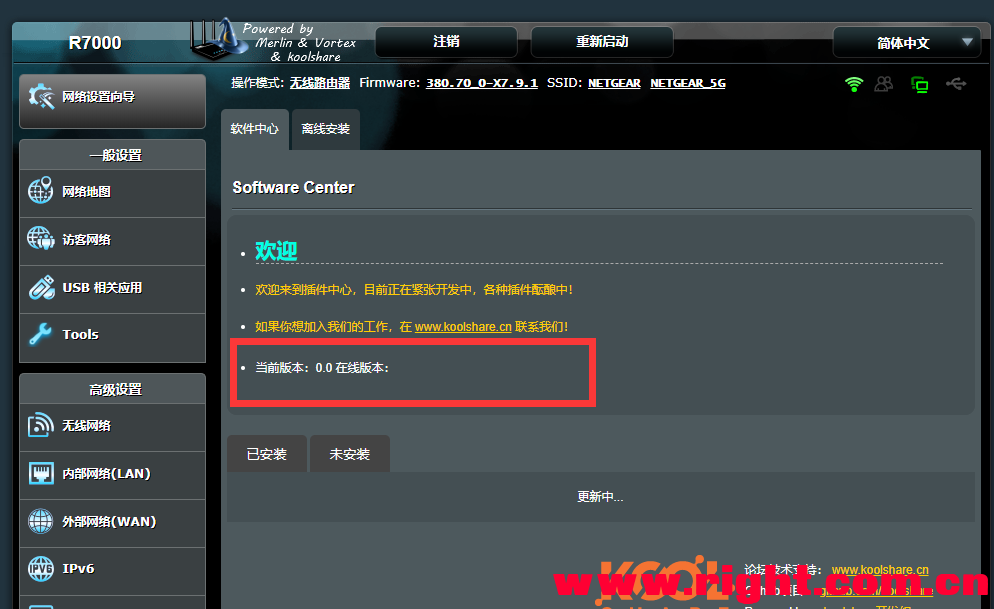 R7000
Powered by
Merlin & Vortex
& koolshare
注销
重新启动
简体中文
操作模式: 无线路由器 Firmware: 380.70_0-X7.9.1 SSID: NETGEAR NETGEAR_5G
网络设置向导
一般设置
网络地图
访客网络
USB 相关应用
Tools
高级设置
无线网络
内部网络(LAN)
外部网络(WAN)
IPv6
软件中心
离线安装
Software Center
欢迎
欢迎来到插件中心，目前正在紧张开发中，各种插件酝酿中！
如果你想加入我们的工作，在 www.koolshare.cn 联系我们！
当前版本：0.0 在线版本：
已安装
未安装
更新中...
KOOL
论坛技术支持： www.koolshare.cn
www.right.com.cn